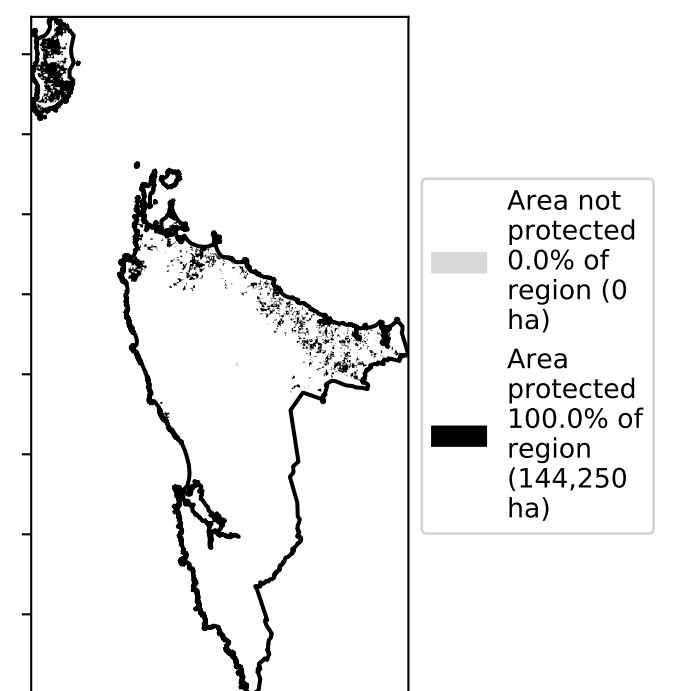 Area not
protected
0.0% of
region (0
ha)
Area
protected
100.0% of
region
(144,250
ha)